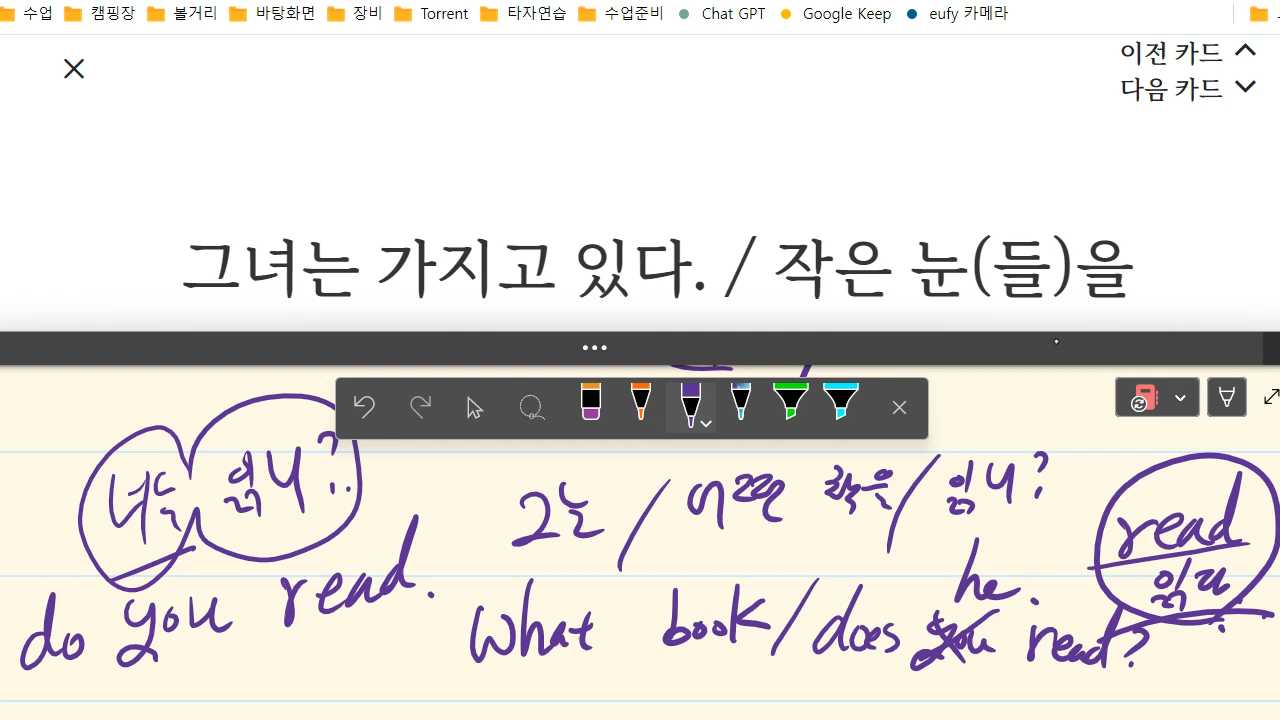 수업 캠핑장 볼거리 바탕화면 장비 Torrent 타자연습 수업준비 Chat GPT Google Keep eufy 카메라
이전 카드
다음 카드
그녀는 가지고 있다. / 작은 눈(들)을
너는 읽니?
그는 / 어떤 책을 / 읽니?
read
읽다
do you read.
he.
What book / does you read?